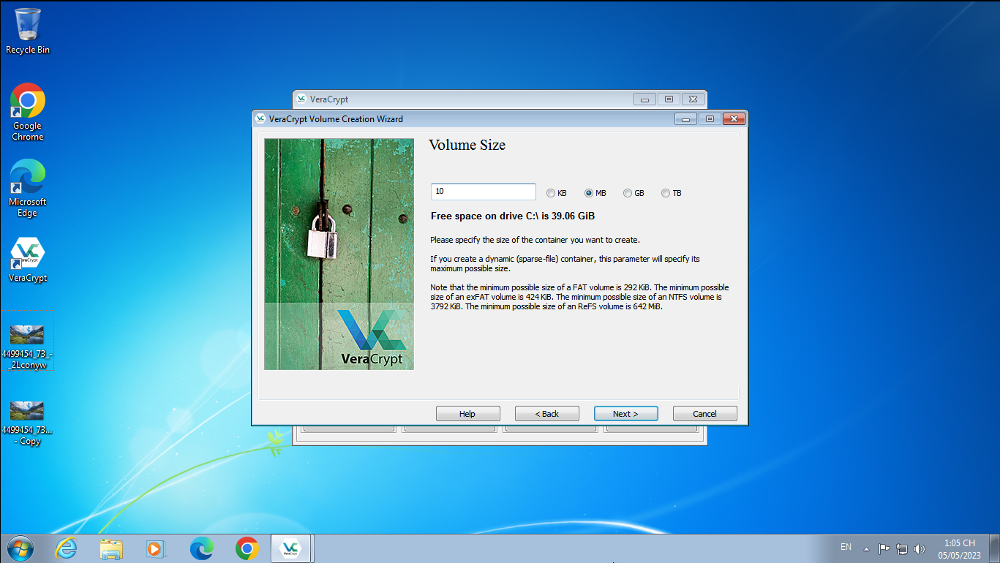 Recycle Bin
Google
Chrome
Microsoft
Edge
VeraCrypt
4499454_73_-
_2Lconyw
4499454_73...
- Copy
VeraCrypt
VeraCrypt Volume Creation Wizard
Volume Size
10
KB
MB
GB
TB
Free space on drive C:\ is 39.06 GiB
Please specify the size of the container you want to create.
If you create a dynamic (sparse-file) container, this parameter will specify its
maximum possible size.
Note that the minimum possible size of a FAT volume is 292 KiB. The minimum possible
size of an exFAT volume is 424 KiB. The minimum possible size of an NTFS volume is
3792 KiB. The minimum possible size of an ReFS volume is 642 MiB.
VeraCrypt
Help
< Back
Next >
Cancel
VeraCrypt
EN
1:05 CH
05/05/2023